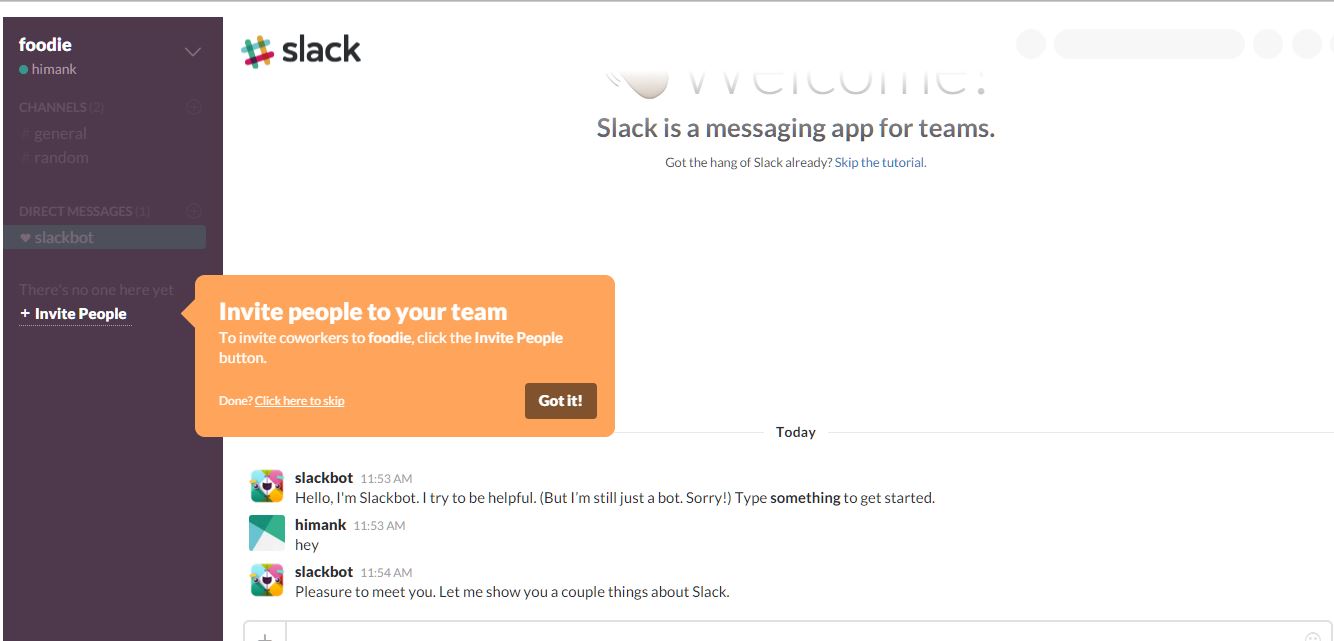 foodie
himank
CHANNELS (2)
# general
# random
DIRECT MESSAGES (1)
slackbot
There's no one here yet
+ Invite People
slack
Welcome!
Slack is a messaging app for teams.
Got the hang of Slack already? Skip the tutorial.
Invite people to your team
To invite coworkers to foodie, click the Invite People
button.
Done? Click here to skip
Got it!
Today
slackbot 11:53 AM
Hello, I'm Slackbot. I try to be helpful. (But I’m still just a bot. Sorry!) Type something to get started.
himank 11:53 AM
hey
slackbot 11:54 AM
Pleasure to meet you. Let me show you a couple things about Slack.